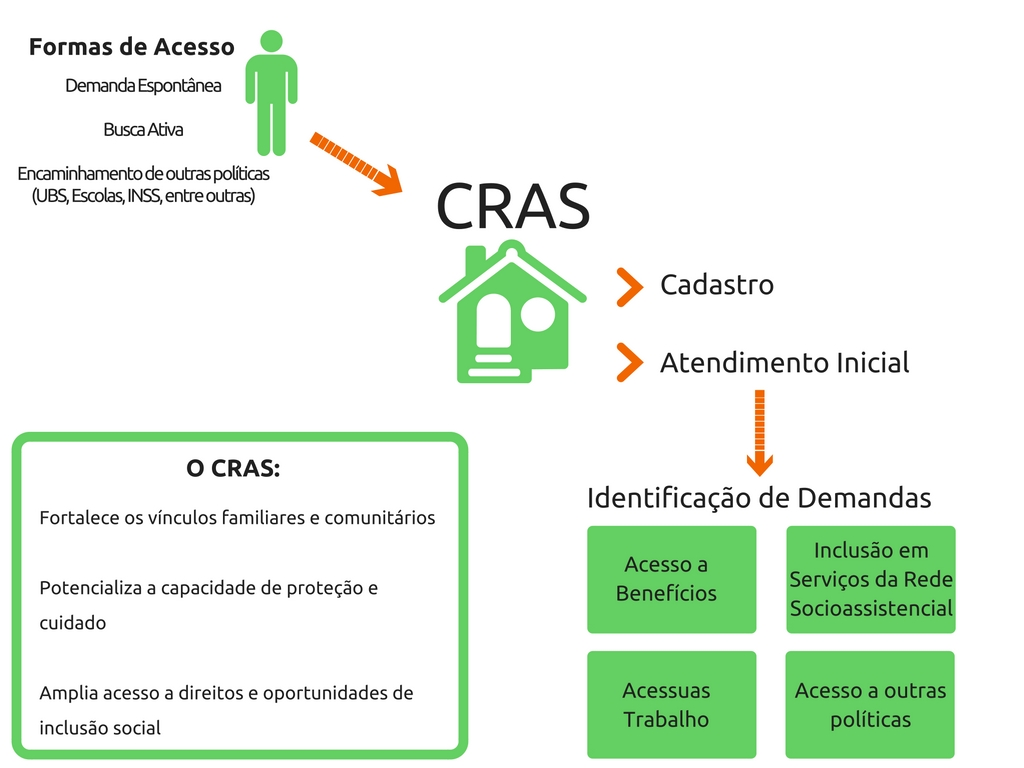 Formas de Acesso
Demanda Espontânea
Busca Ativa
Encaminhamento de outras políticas
(UBS, Escolas, INSS, entre outras)
CRAS
Cadastro
Atendimento Inicial
O CRAS:
Fortalece os vínculos familiares e comunitários
Potencializa a capacidade de proteção e
cuidado
Amplia acesso a direitos e oportunidades de
inclusão social
Identificação de Demandas
Acesso a
Benefícios
Inclusão em
Serviços da Rede
Socioassistencial
Acessuas
Trabalho
Acesso a outras
políticas